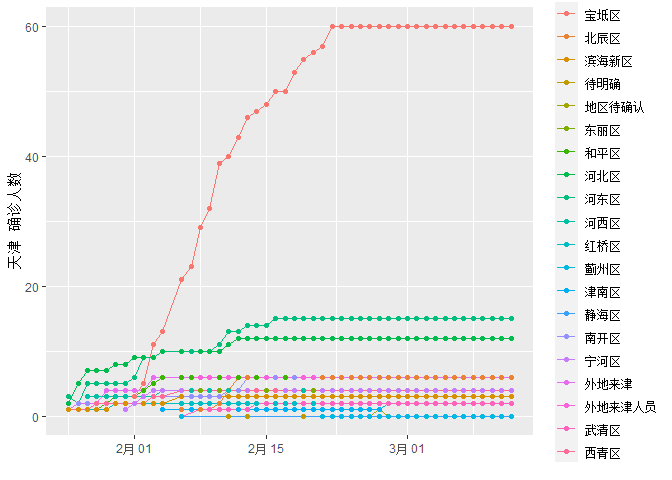 天津 确诊人数
60
40
20
0
2月 01
2月 15
3月 01
宝坻区
北辰区
滨海新区
待明确
地区待确认
东丽区
和平区
河北区
河东区
河西区
红桥区
蓟州区
津南区
静海区
南开区
宁河区
外地来津
外地来津人员
武清区
西青区